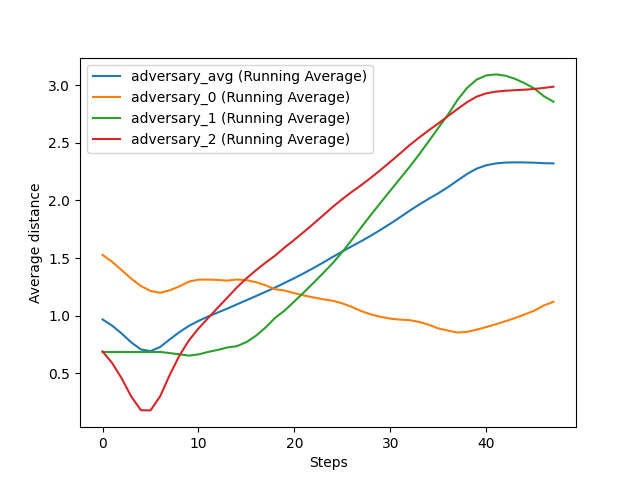 adversary_avg (Running Average)
adversary_0 (Running Average)
adversary_1 (Running Average)
adversary_2 (Running Average)
3.0
2.5
2.0
1.5
1.0
0.5
Average distance
0 10 20 30 40
Steps